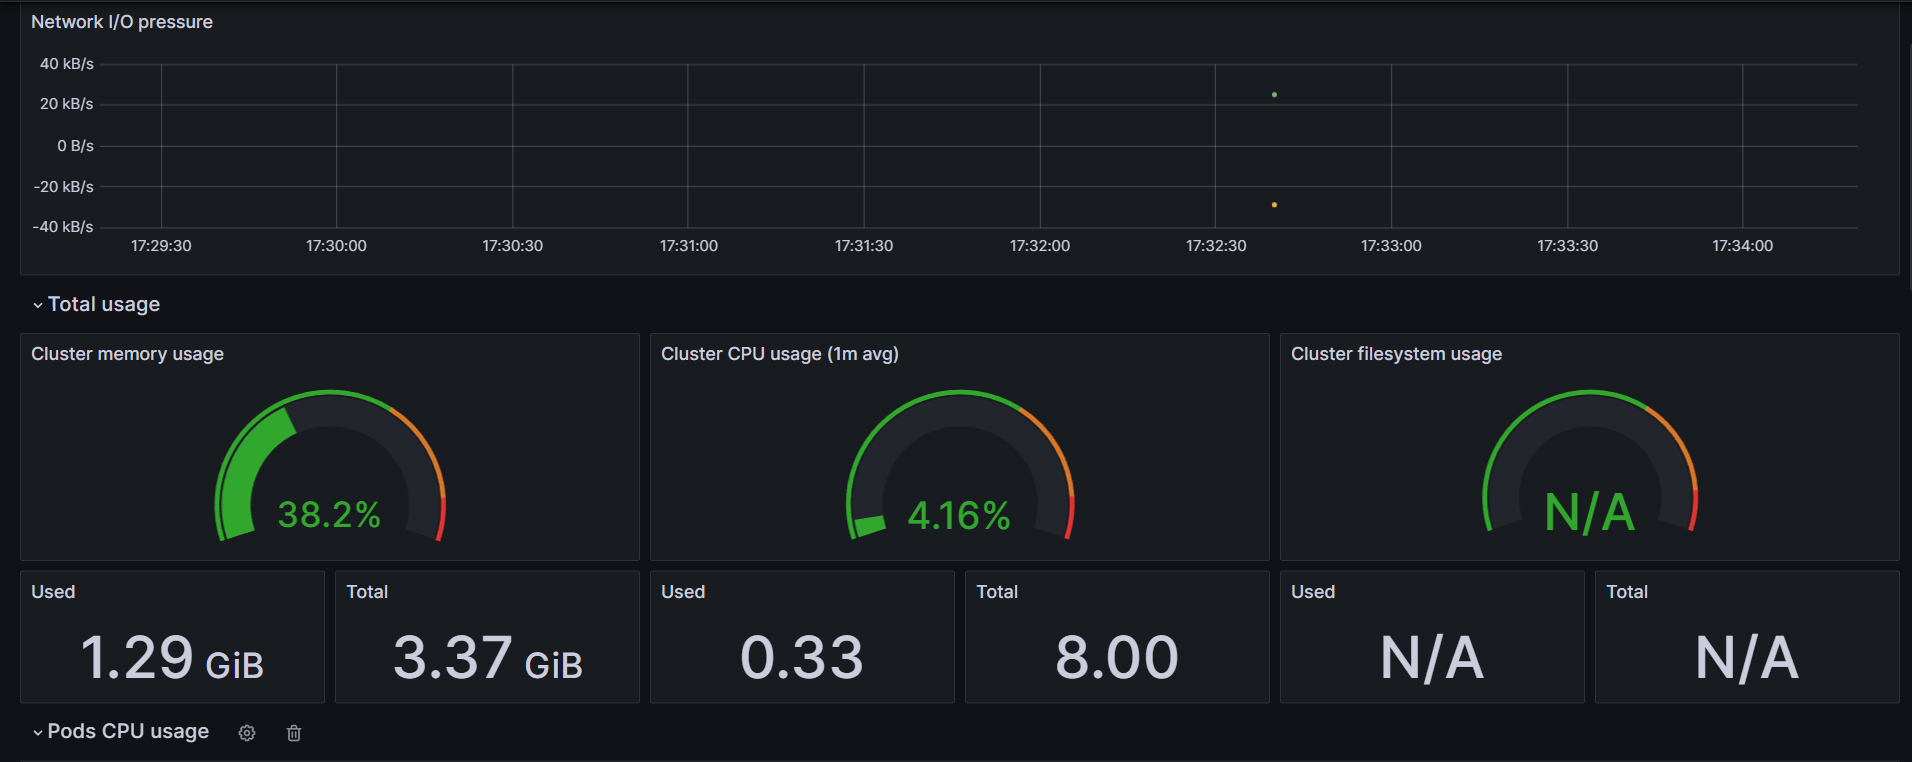 Network I/O pressure
40 kB/s
20 kB/s
0 B/s
-20 kB/s
-40 kB/s
17:29:30 17:30:00 17:30:30 17:31:00 17:31:30 17:32:00 17:32:30 17:33:00 17:33:30 17:34:00
Total usage
Cluster memory usage
38.2%
Cluster CPU usage (1m avg)
4.16%
Cluster filesystem usage
N/A
Used
1.29 GiB
Total
3.37 GiB
Used
0.33
Total
8.00
Used
N/A
Total
N/A
Pods CPU usage